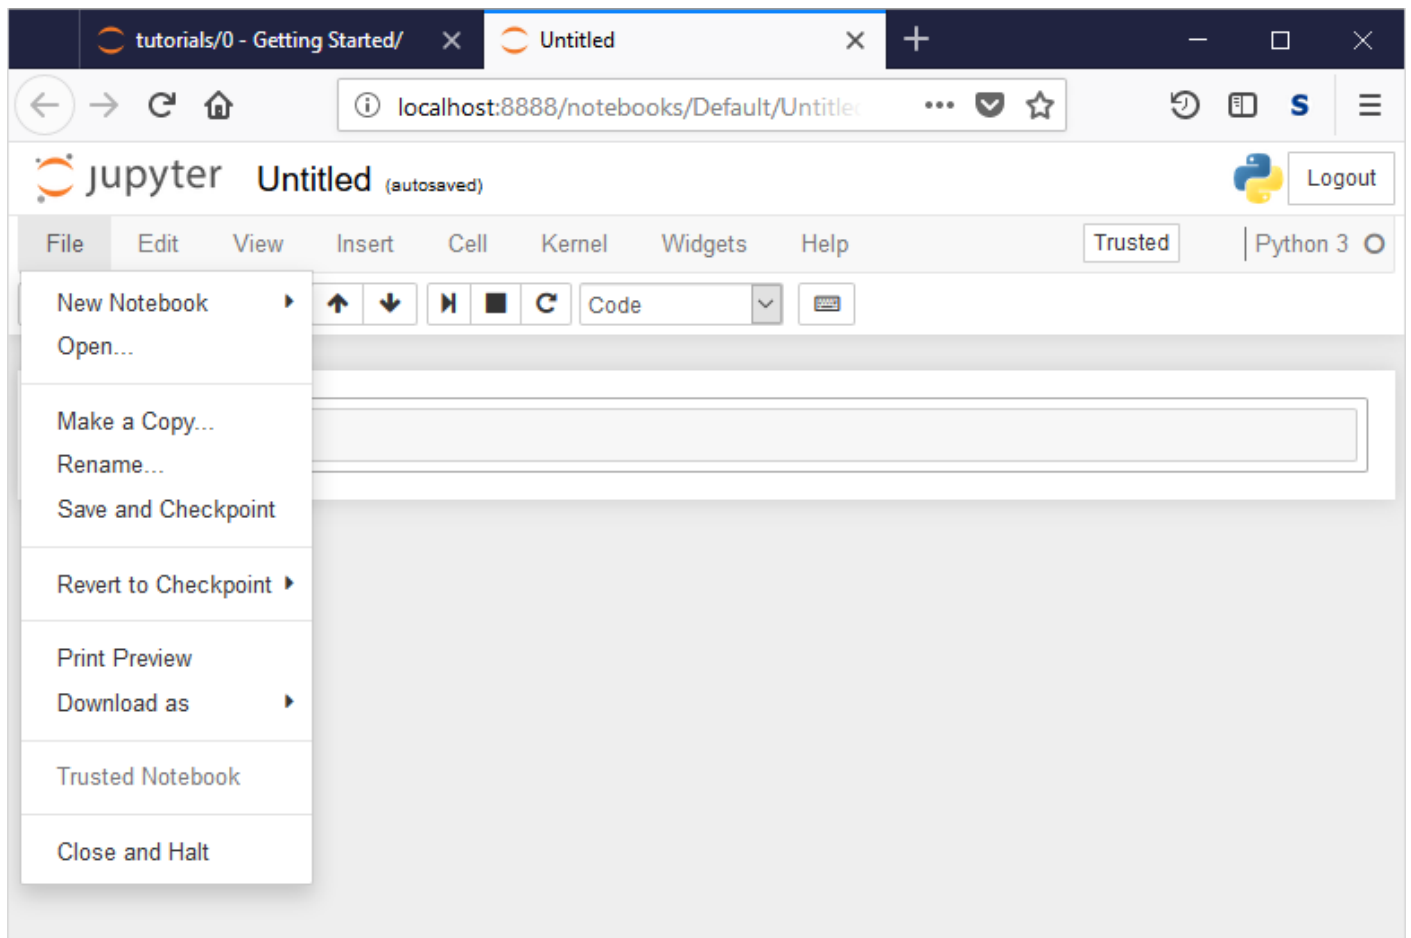 tutorials/0 - Getting Started/
Untitled
localhost:8888/notebooks/Default/Untitled
S
jupyter Untitled (autosaved)
Logout
File Edit View Insert Cell Kernel Widgets Help Trusted Python 3
New Notebook
Code
Open...
Make a Copy...
Rename...
Save and Checkpoint
Revert to Checkpoint
Print Preview
Download as
Trusted Notebook
Close and Halt